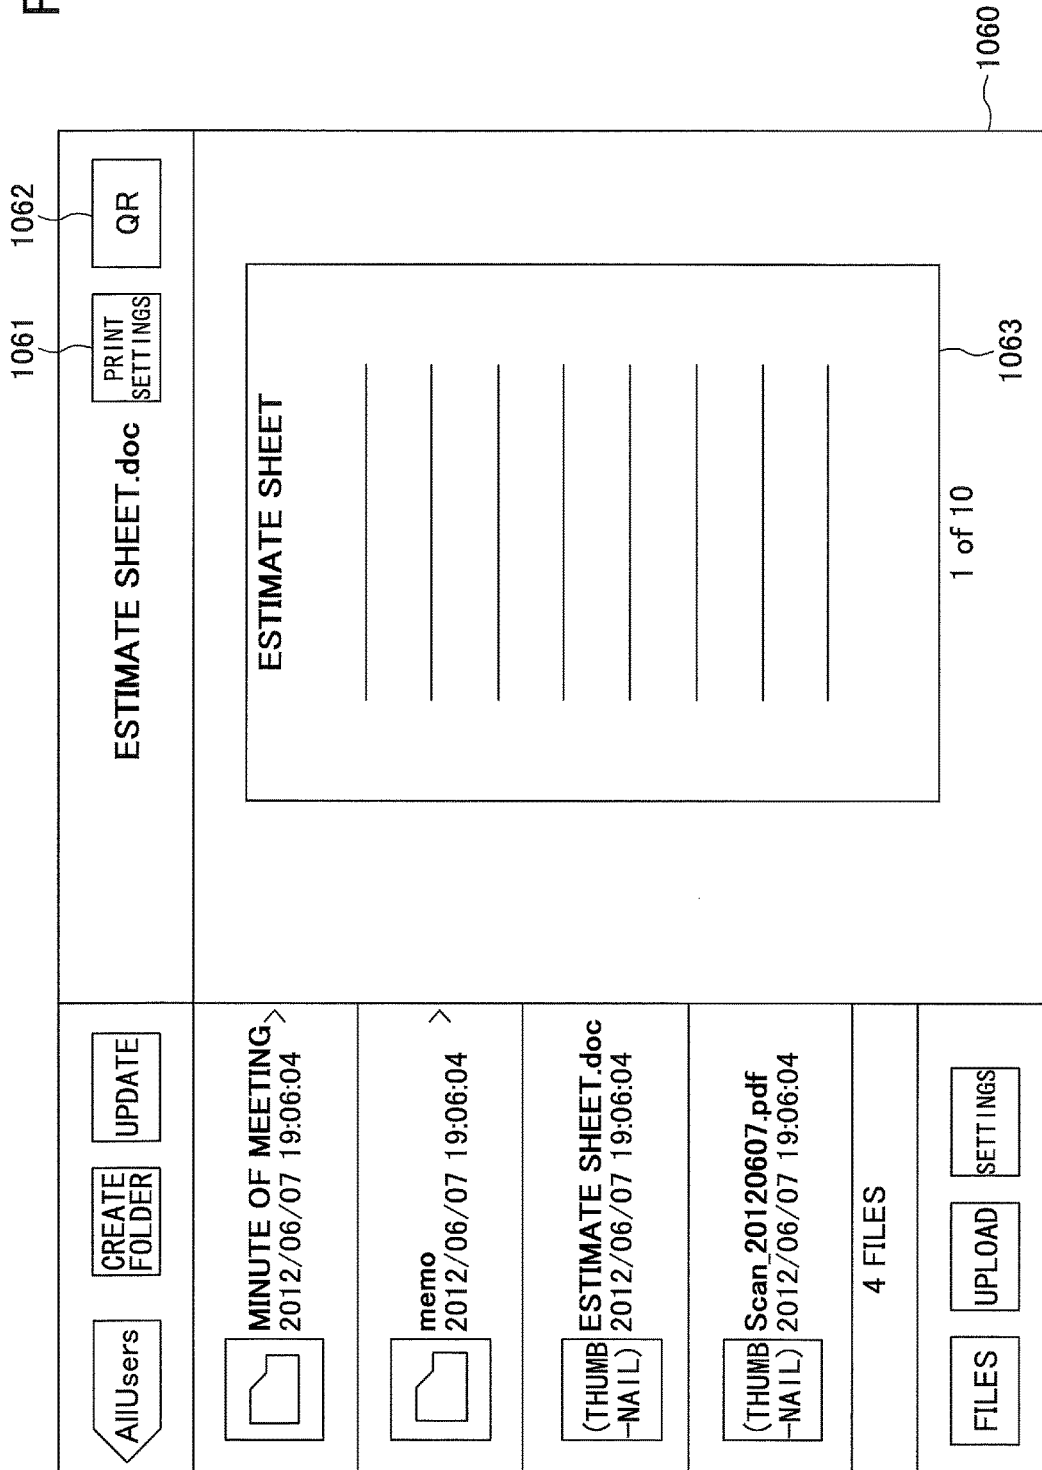 F
1061
1062
AllUsers
CREATE
FOLDER
UPDATE
ESTIMATE SHEET.doc
PRINT
SETTINGS
QR
MINUTE OF MEETING >
2012/06/07 19:06:04
memo >
2012/06/07 19:06:04
(THUMB
-NAIL)
ESTIMATE SHEET.doc
2012/06/07 19:06:04
(THUMB
-NAIL)
Scan_20120607.pdf
2012/06/07 19:06:04
4 FILES
FILES
UPLOAD
SETTINGS
ESTIMATE SHEET
1 of 10
1063
1060